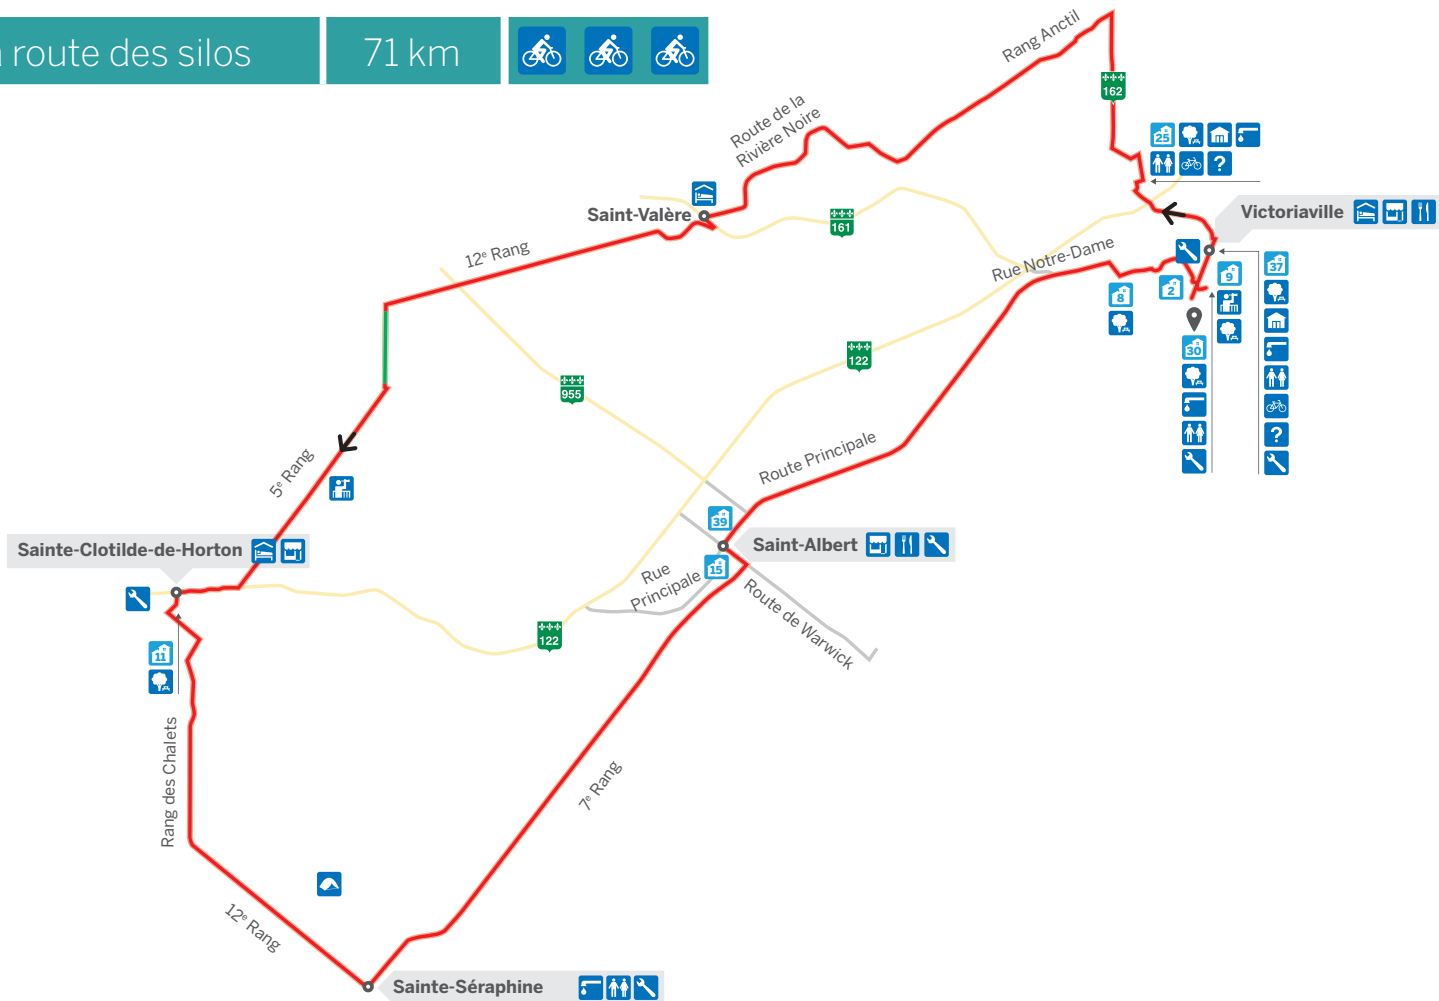 route des silos
71 km
Rang Anctil
162
Route de la
Rivière Noire
25
?
Saint-Valère
161
Victoriaville
12e Rang
Rue Notre-Dame
37
9
2
8
30
?
122
955
Route Principale
5e Rang
39
Sainte-Clotilde-de-Horton
Saint-Albert
15
Rue
Principale
Route de Warwick
122
11
Rang des Chalets
7e Rang
12e Rang
Sainte-Séraphine